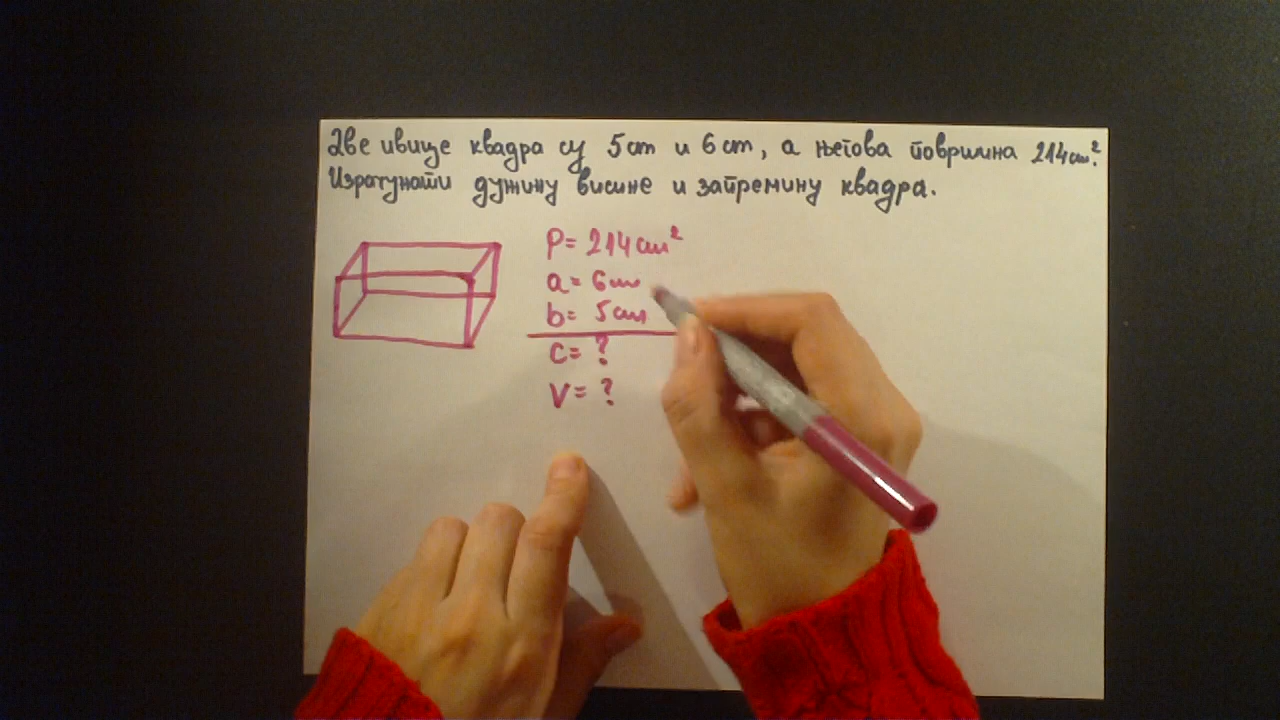 Две ивице квадра су 5cm и 6cm, а његова површина 214cm².
Израчунати дужину висине и запремину квадра.
P= 214cm²
a= 6cm
b= 5cm
c= ?
V= ?